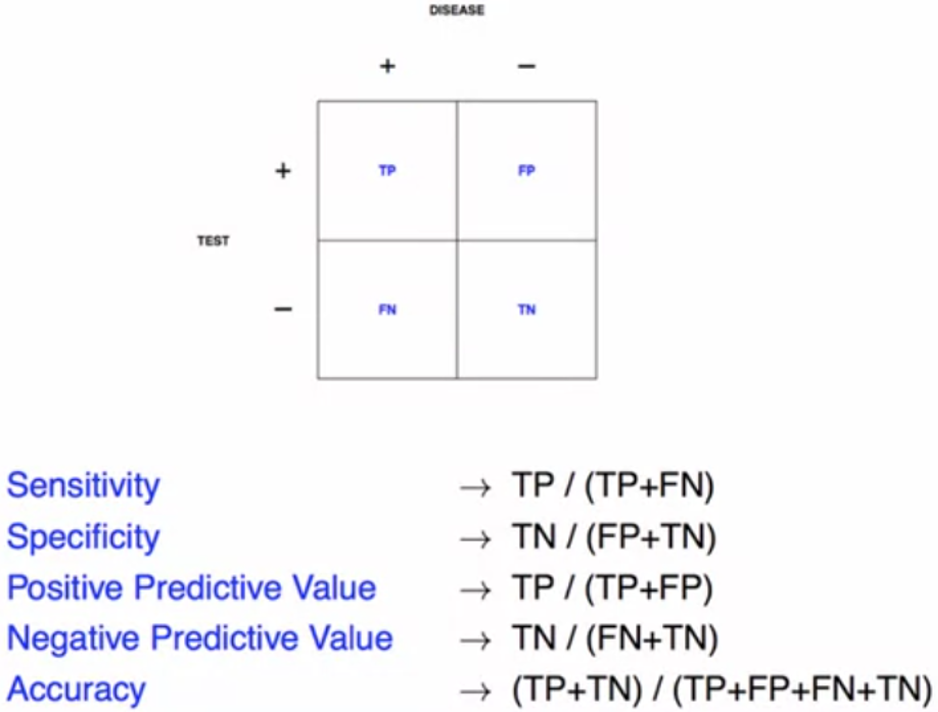 DISEASE
+ −
+ TP FP
TEST
− FN TN
Sensitivity → TP / (TP+FN)
Specificity → TN / (FP+TN)
Positive Predictive Value → TP / (TP+FP)
Negative Predictive Value → TN / (FN+TN)
Accuracy → (TP+TN) / (TP+FP+FN+TN)